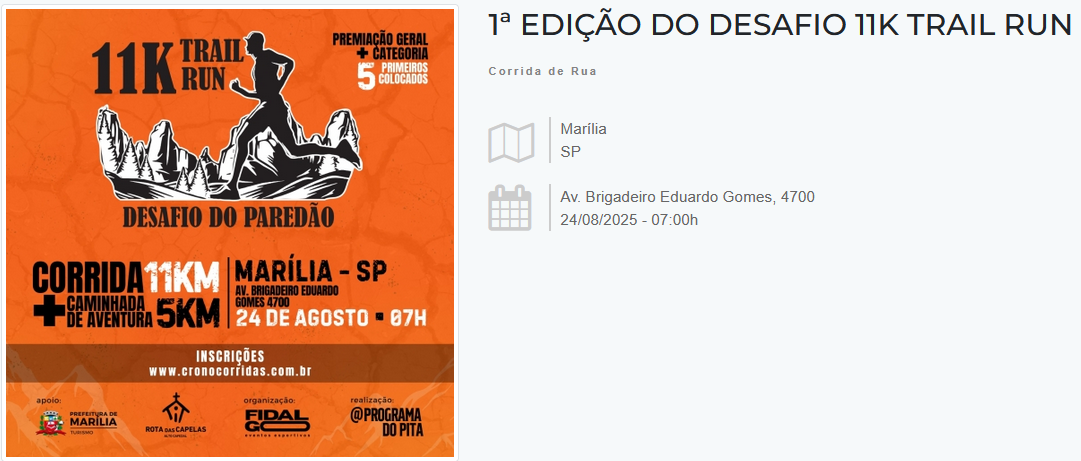 11K TRAIL
RUN
PREMIAÇÃO GERAL
+ CATEGORIA
5 PRIMEIROS
COLOCADOS
DESAFIO DO PAREDÃO
CORRIDA 11KM
+ CAMINHADA
DE AVENTURA 5KM
MARÍLIA - SP
AV. BRIGADEIRO EDUARDO
GOMES 4700
24 DE AGOSTO ▪ 07H
INSCRIÇÕES
www.cronocorridas.com.br
apoio:
PREFEITURA DE
MARÍLIA
TURISMO
ROTA DAS CAPELAS
organização:
FIDAL
GO
eventos esportivos
realização:
@PROGRAMA
DO PITA
1ª EDIÇÃO DO DESAFIO 11K TRAIL RUN
Corrida de Rua
Marília
SP
Av. Brigadeiro Eduardo Gomes, 4700
24/08/2025 - 07:00h